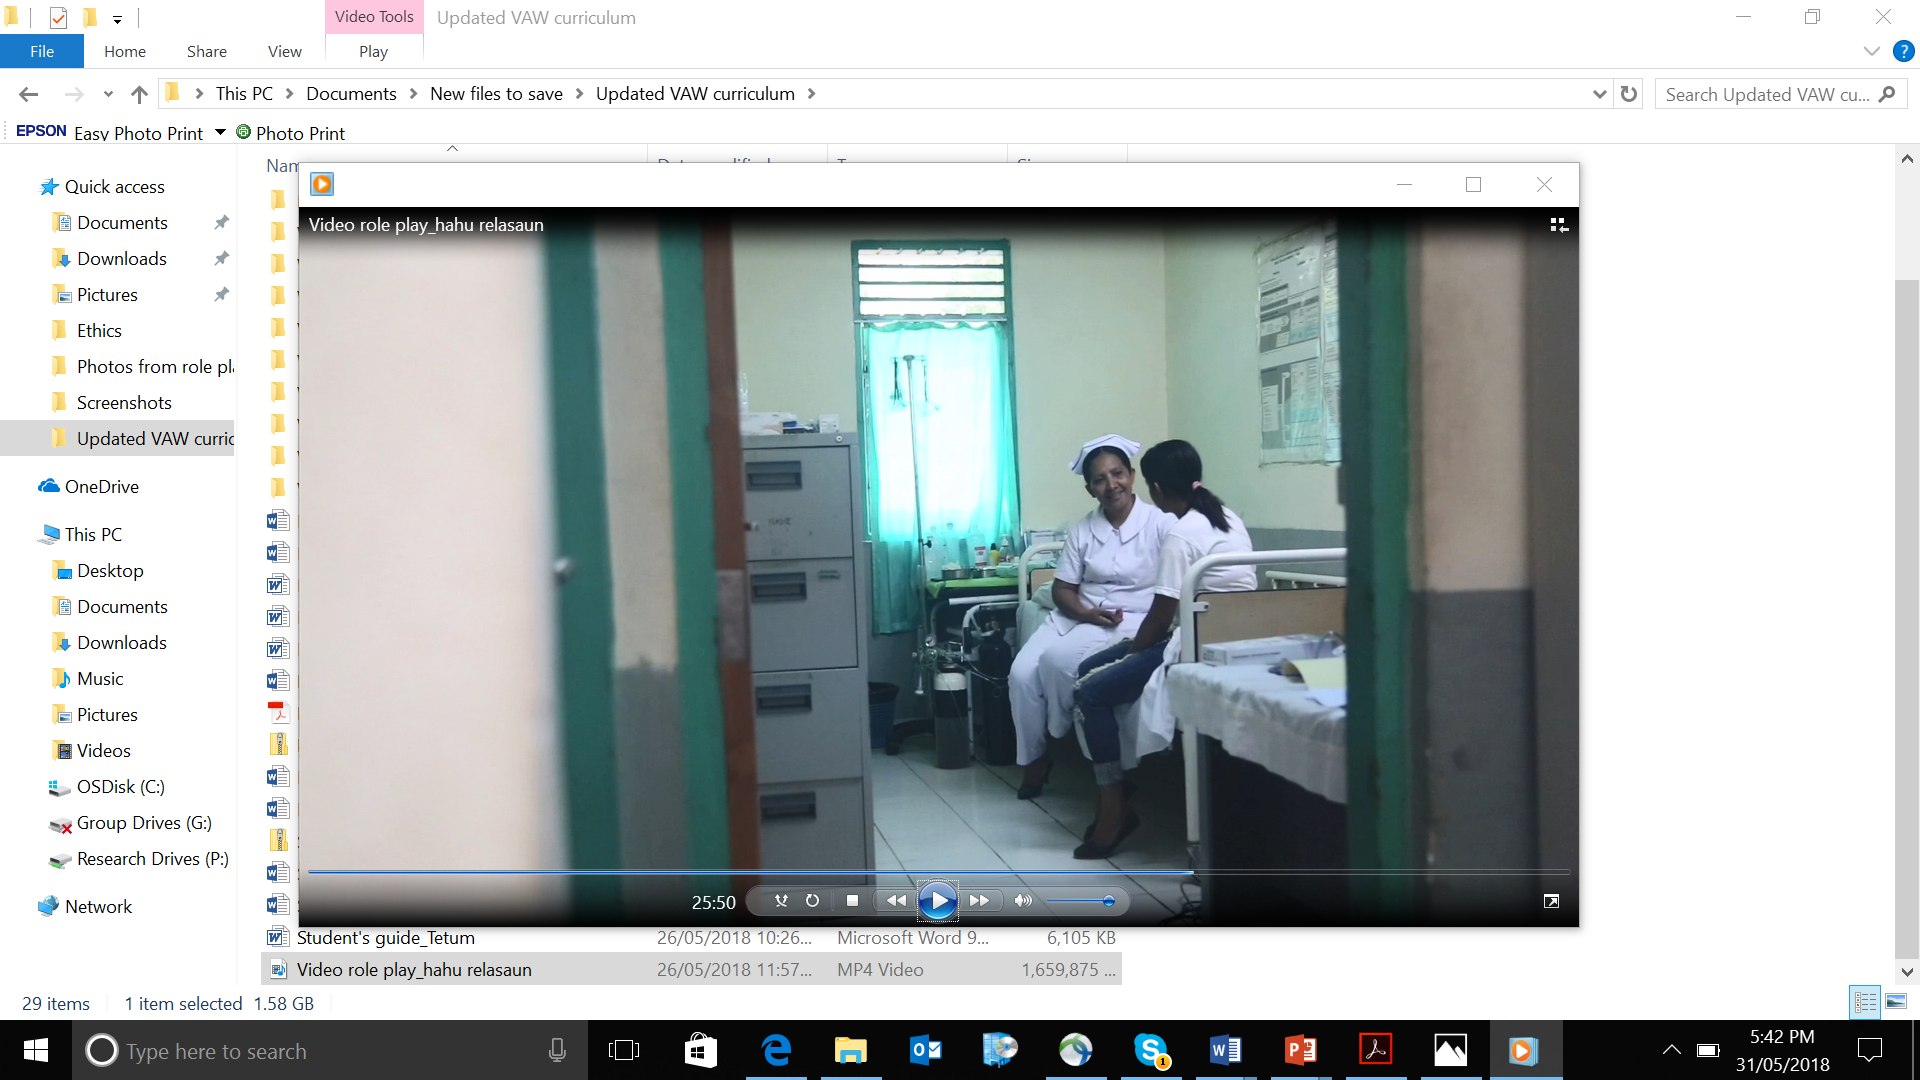 Video Tools
Updated VAW curriculum
File
Home
Share
View
Play
This PC
Documents
New files to save
Updated VAW curriculum
Search Updated VAW cu...
EPSON Easy Photo Print
Photo Print
Quick access
Documents
Downloads
Pictures
Ethics
Photos from role pl
Screenshots
Updated VAW curric
OneDrive
This PC
Desktop
Documents
Downloads
Music
Pictures
Videos
OSDisk (C:)
Group Drives (G:)
Research Drives (P:)
Network
Video role play_hahu relasaun
25:50
Student's guide_Tetum 26/05/2018 10:26... Microsoft Word 9... 6,105 KB
Video role play_hahu relasaun 26/05/2018 11:57... MP4 Video 1,659,875 ...
29 items 1 item selected 1.58 GB
Type here to search
5:42 PM
31/05/2018